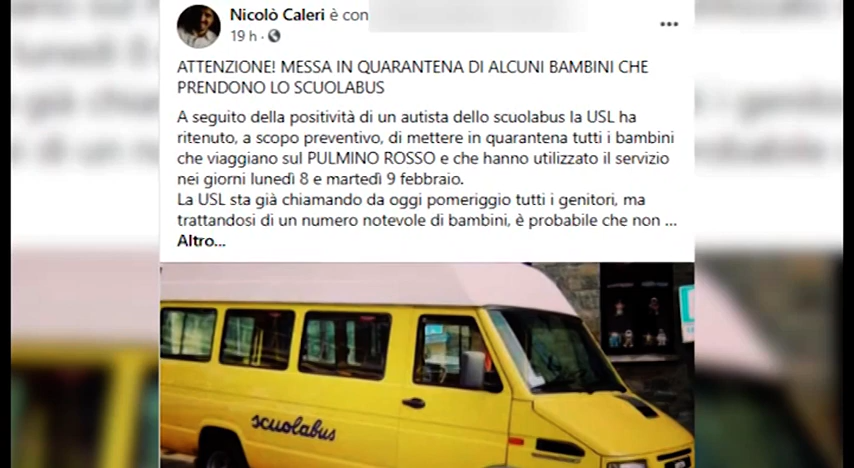 Nicolò Caleri è con
19 h ·
ATTENZIONE! MESSA IN QUARANTENA DI ALCUNI BAMBINI CHE
PRENDONO LO SCUOLABUS
A seguito della positività di un autista dello scuolabus la USL ha
ritenuto, a scopo preventivo, di mettere in quarantena tutti i bambini
che viaggiano sul PULMINO ROSSO e che hanno utilizzato il servizio
nei giorni lunedì 8 e martedì 9 febbraio.
La USL sta già chiamando da oggi pomeriggio tutti i genitori, ma
trattandosi di un numero notevole di bambini, è probabile che non ...
Altro...
scuolabus